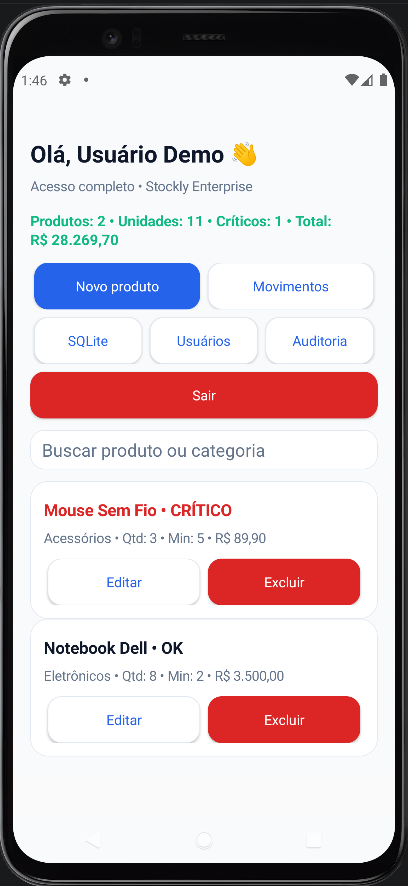 1:46
Olá, Usuário Demo 👋
Acesso completo • Stockly Enterprise
Produtos: 2 • Unidades: 11 • Críticos: 1 • Total:
R$ 28.269,70
Novo produto Movimentos
SQLite Usuários Auditoria
Sair
Buscar produto ou categoria
Mouse Sem Fio • CRÍTICO
Acessórios • Qtd: 3 • Min: 5 • R$ 89,90
Editar Excluir
Notebook Dell • OK
Eletrônicos • Qtd: 8 • Min: 2 • R$ 3.500,00
Editar Excluir